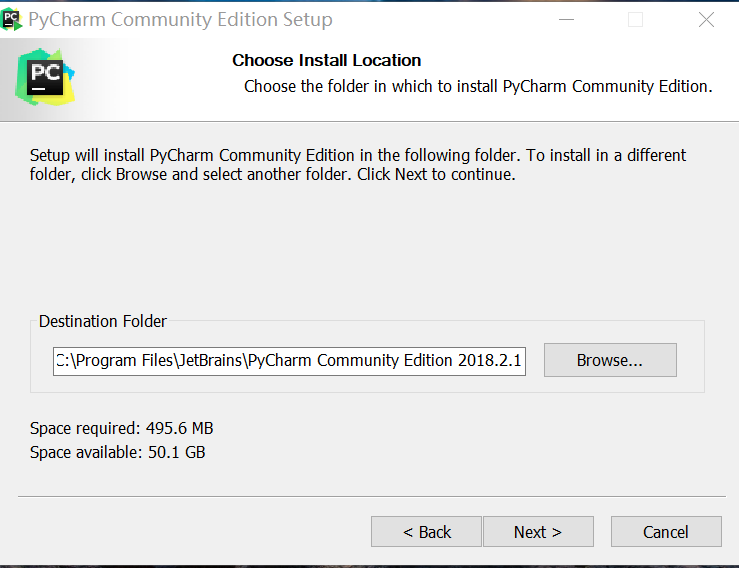 PC PyCharm Community Edition Setup
PC
Choose Install Location
Choose the folder in which to install PyCharm Community Edition.
Setup will install PyCharm Community Edition in the following folder. To install in a different
folder, click Browse and select another folder. Click Next to continue.
Destination Folder
C:\Program Files\JetBrains\PyCharm Community Edition 2018.2.1
Browse...
Space required: 495.6 MB
Space available: 50.1 GB
< Back
Next >
Cancel